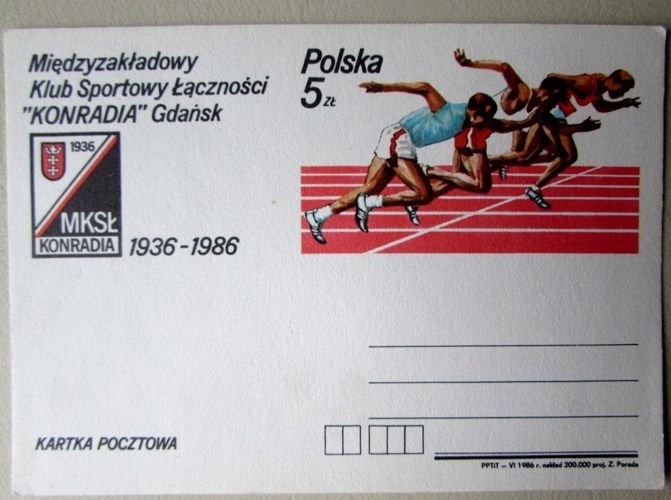 Międzyzakładowy
Klub Sportowy Łączności
"KONRADIA" Gdańsk
1936
MKSŁ
KONRADIA
1936-1986
Polska
5 ZŁ
KARTKA POCZTOWA
PPTiT – VI 1986 r. nakład 200.000 proj. Z. Poreda